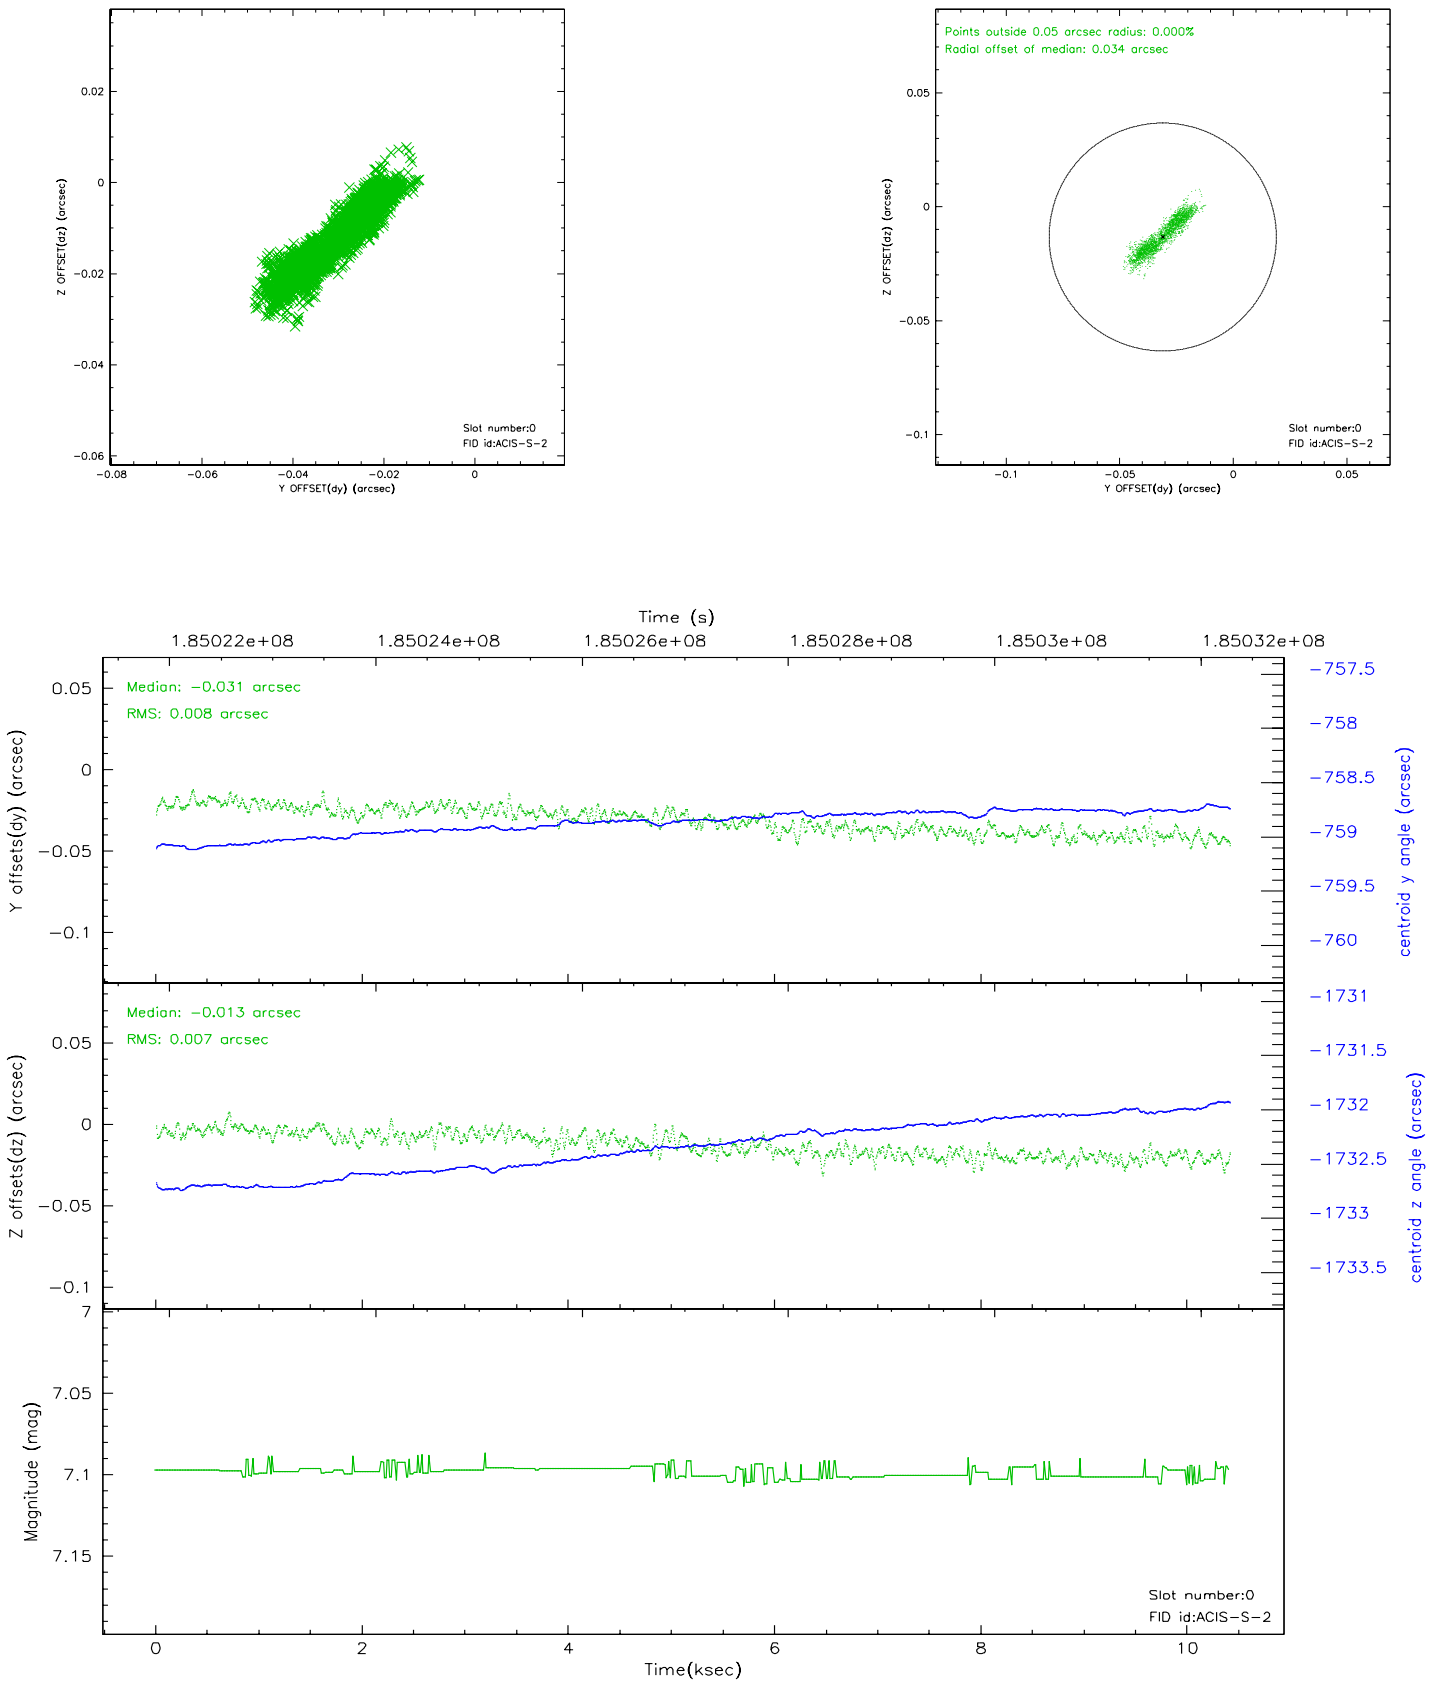 Points outside 0.05 arcsec radius: 0.000%
Radial offset of median: 0.034 arcsec
0.02
0
−0.02
−0.04
−0.06
Z OFFSET(dz) (arcsec)
Slot number:0
FID id:ACIS−S−2
−0.08
−0.06
−0.04
−0.02
0
Y OFFSET(dy) (arcsec)
0.05
0
−0.05
−0.1
Z OFFSET(dz) (arcsec)
Slot number:0
FID id:ACIS−S−2
−0.1
−0.05
0
0.05
Y OFFSET(dy) (arcsec)
Time (s)
1.85022e+08
1.85024e+08
1.85026e+08
1.85028e+08
1.8503e+08
1.85032e+08
Median: −0.031 arcsec
RMS: 0.008 arcsec
0.05
0
−0.05
−0.1
Y offsets(dy) (arcsec)
−757.5
−758
−758.5
−759
−759.5
−760
centroid y angle (arcsec)
Median: −0.013 arcsec
RMS: 0.007 arcsec
0.05
0
−0.05
−0.1
Z offsets(dz) (arcsec)
−1731
−1731.5
−1732
−1732.5
−1733
−1733.5
centroid z angle (arcsec)
7
7.05
7.1
7.15
Magnitude (mag)
Slot number:0
FID id:ACIS−S−2
0
2
4
6
8
10
Time(ksec)